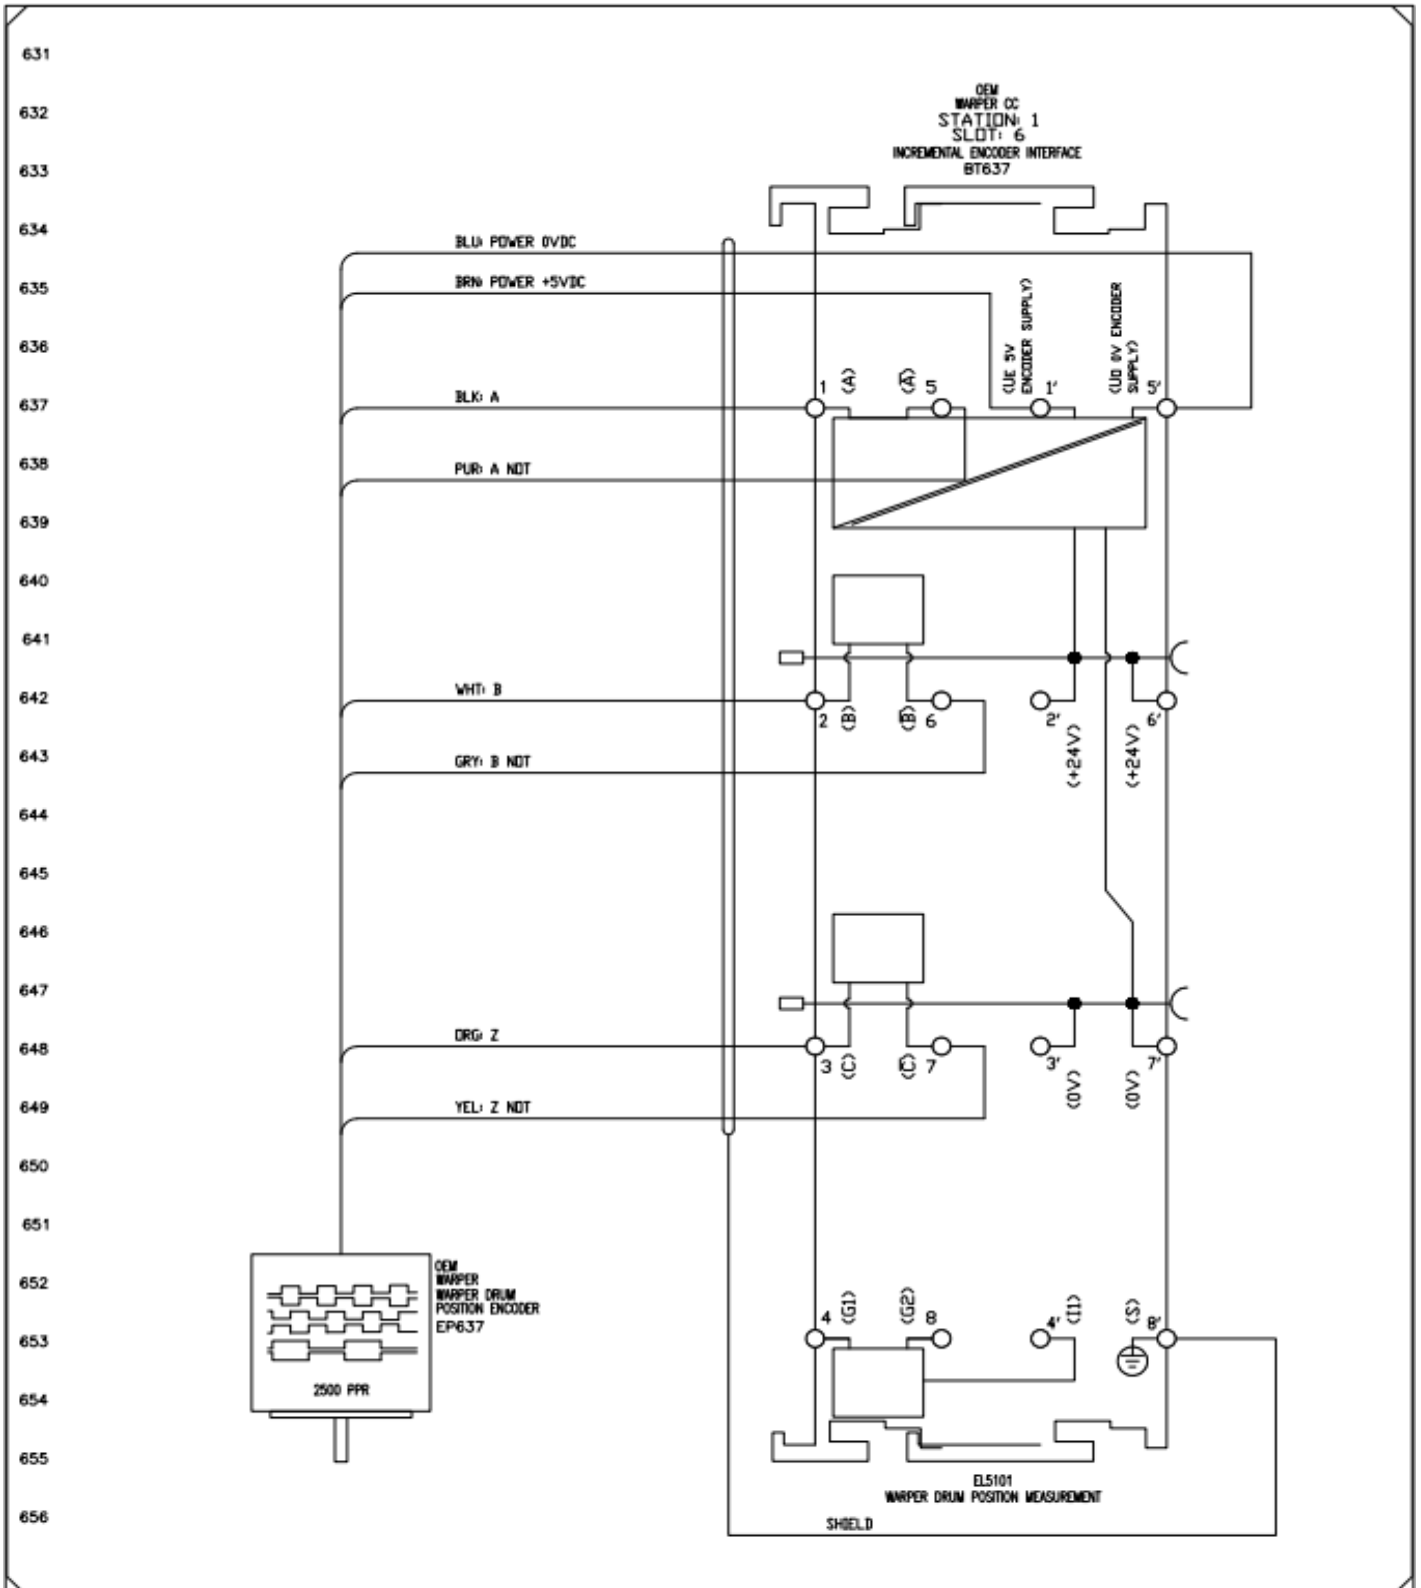 631
632
633
634
635
636
637
638
639
640
641
642
643
644
645
646
647
648
649
650
651
652
653
654
655
656
OEM
WARPER CC
STATION: 1
SLOT: 6
INCREMENTAL ENCODER INTERFACE
BT637
BLU: POWER 0VDC
BRN: POWER +5VDC
(UE 5V
ENCODER SUPPLY)
(U0 0V ENCODER
SUPPLY)
1 (A) (A) 5 1' 5'
BLK: A
PUR: A NOT
WHT: B
2 (B) (B) 6 2' 6'
(+24V) (+24V)
GRY: B NOT
ORG: Z
3 (C) (C) 7 3' 7'
(0V) (0V)
YEL: Z NOT
OEM
WARPER
WARPER DRUM
POSITION ENCODER
EP637
2500 PPR
4 (G1) (G2) 8 4' (I1) (S) 8'
EL5101
WARPER DRUM POSITION MEASUREMENT
SHIELD